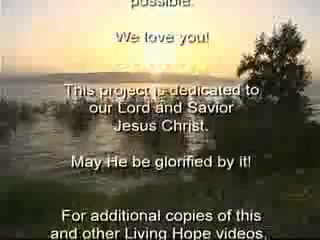 possible.
We love you!
This project is dedicated to
our Lord and Savior
Jesus Christ.
May He be glorified by it!
For additional copies of this
and other Living Hope videos,